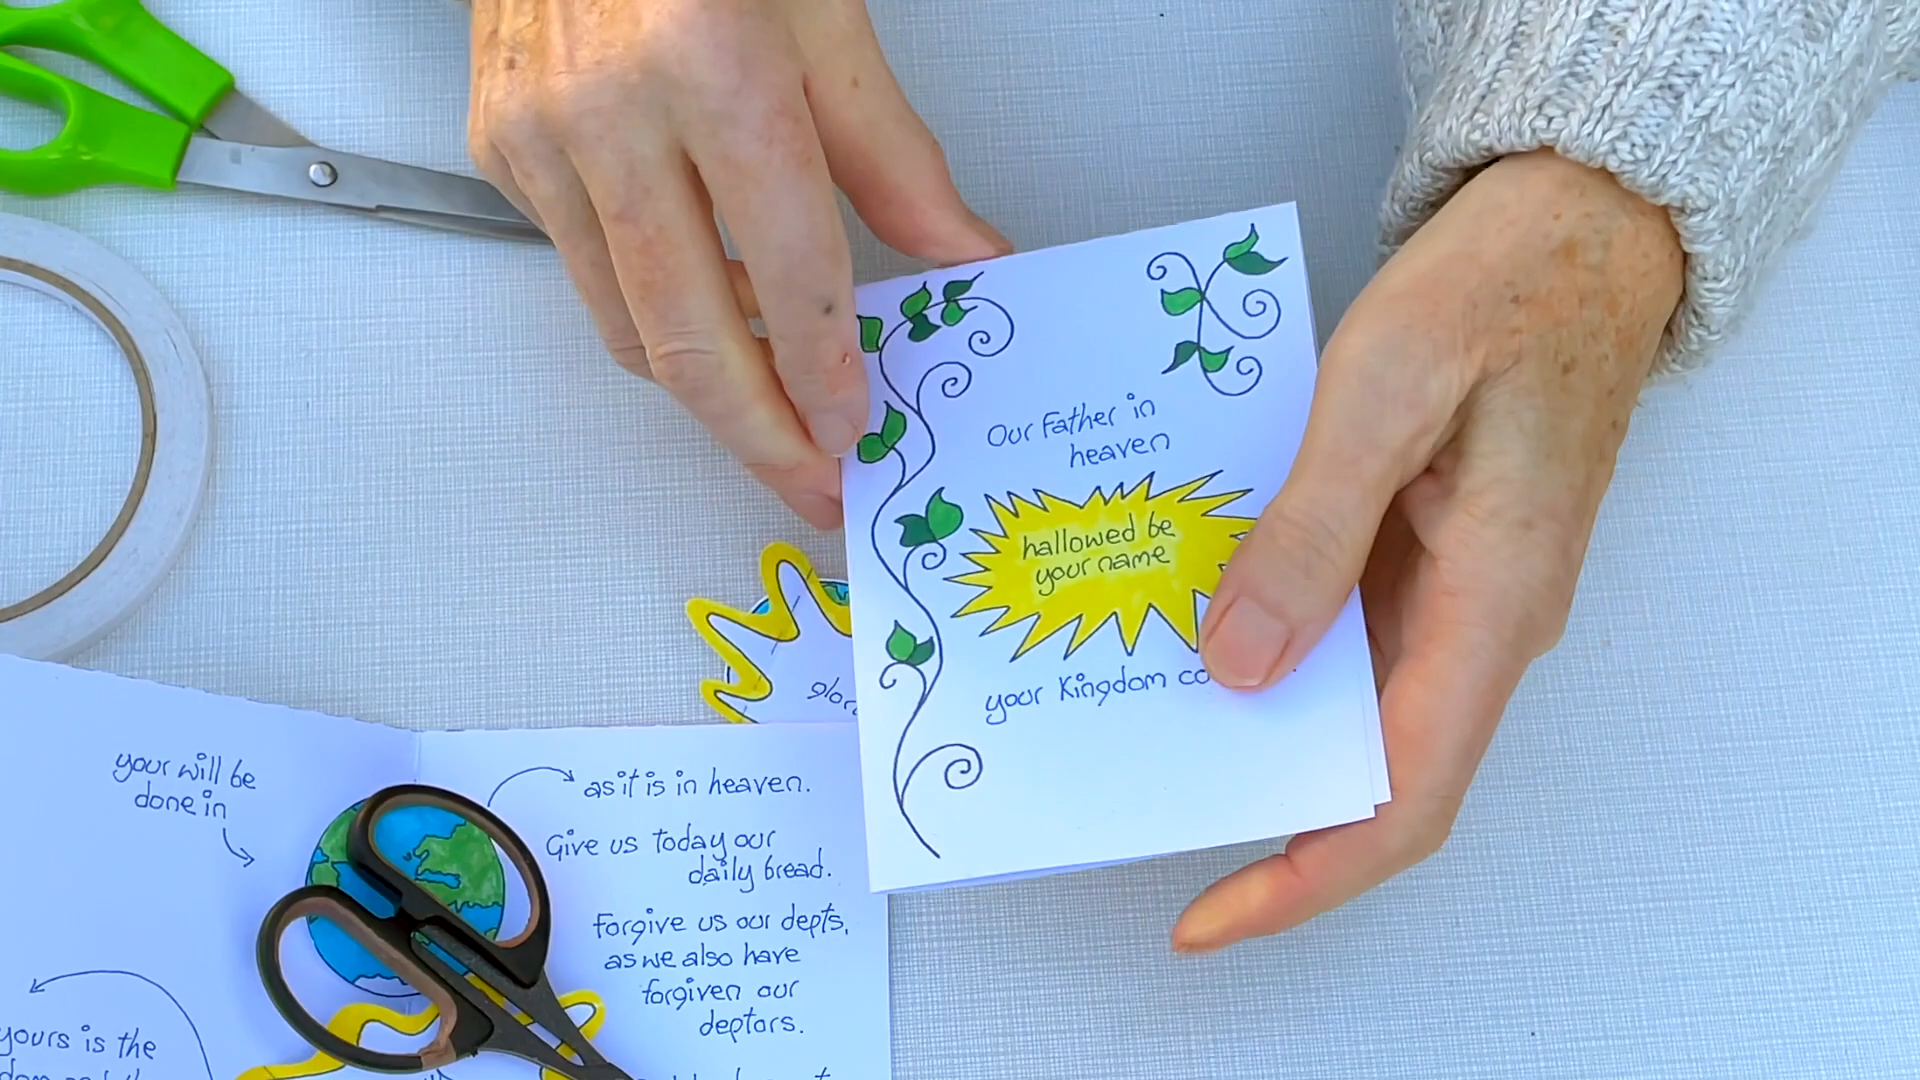 Our Father in
heaven
hallowed be
your name
your Kingdom
your will be
done in
as it is in heaven.
Give us today our
daily bread.
Forgive us our depts,
as we also have
forgiven our
deptors.
yours is the